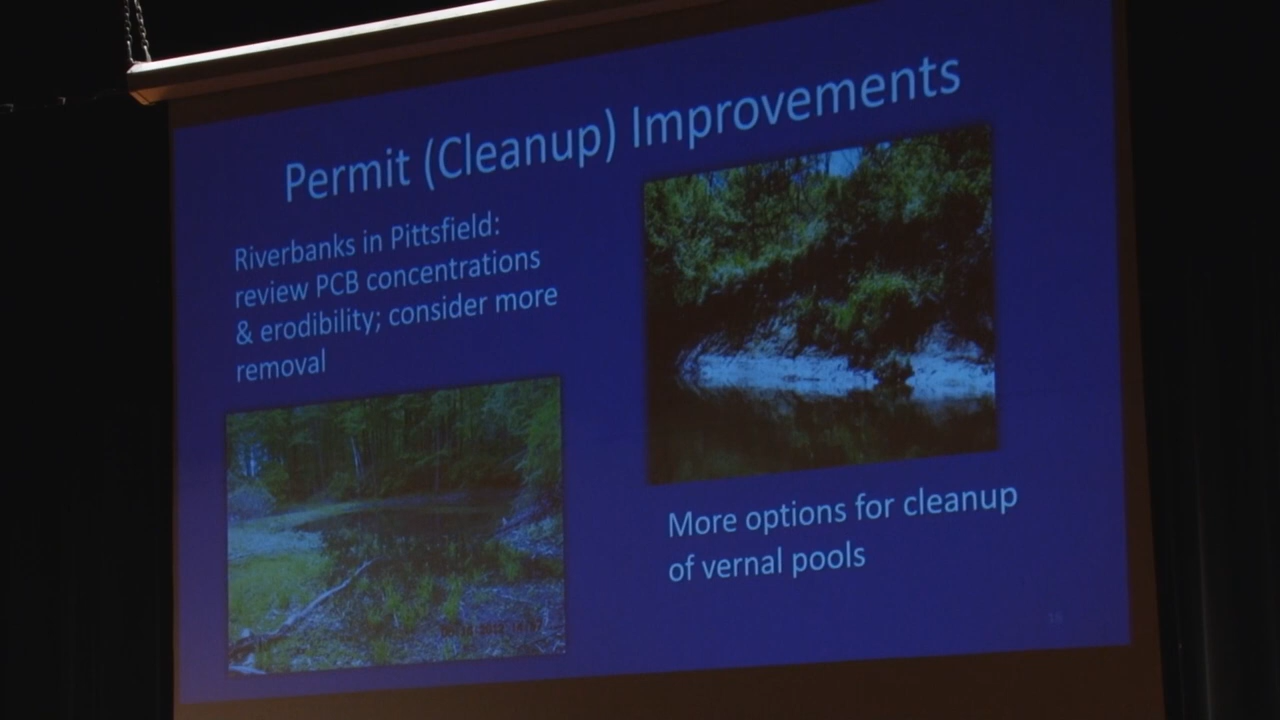 Permit (Cleanup) Improvements
Riverbanks in Pittsfield:
review PCB concentrations
& erodibility; consider more
removal
More options for cleanup
of vernal pools